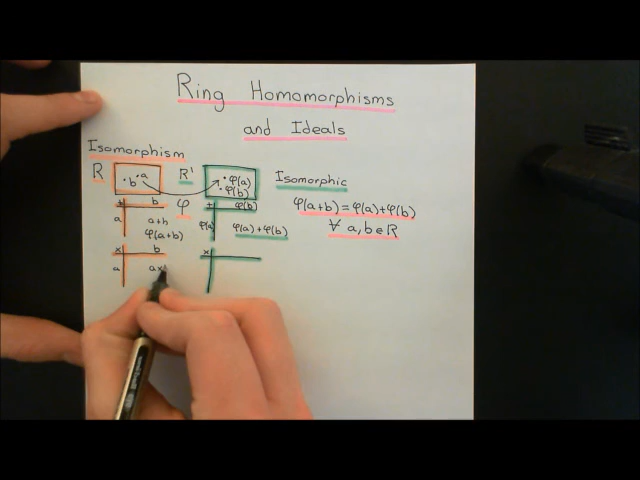 Ring Homomorphisms
and Ideals
Isomorphism
R
b a
R'
φ(a)
φ(b)
φ
Isomorphic
φ(a+b) = φ(a)+φ(b)
∀ a, b ∈ R
+ b
a a+b
φ(a+b)
+ φ(b)
φ(a) φ(a)+φ(b)
× b
a a×
×